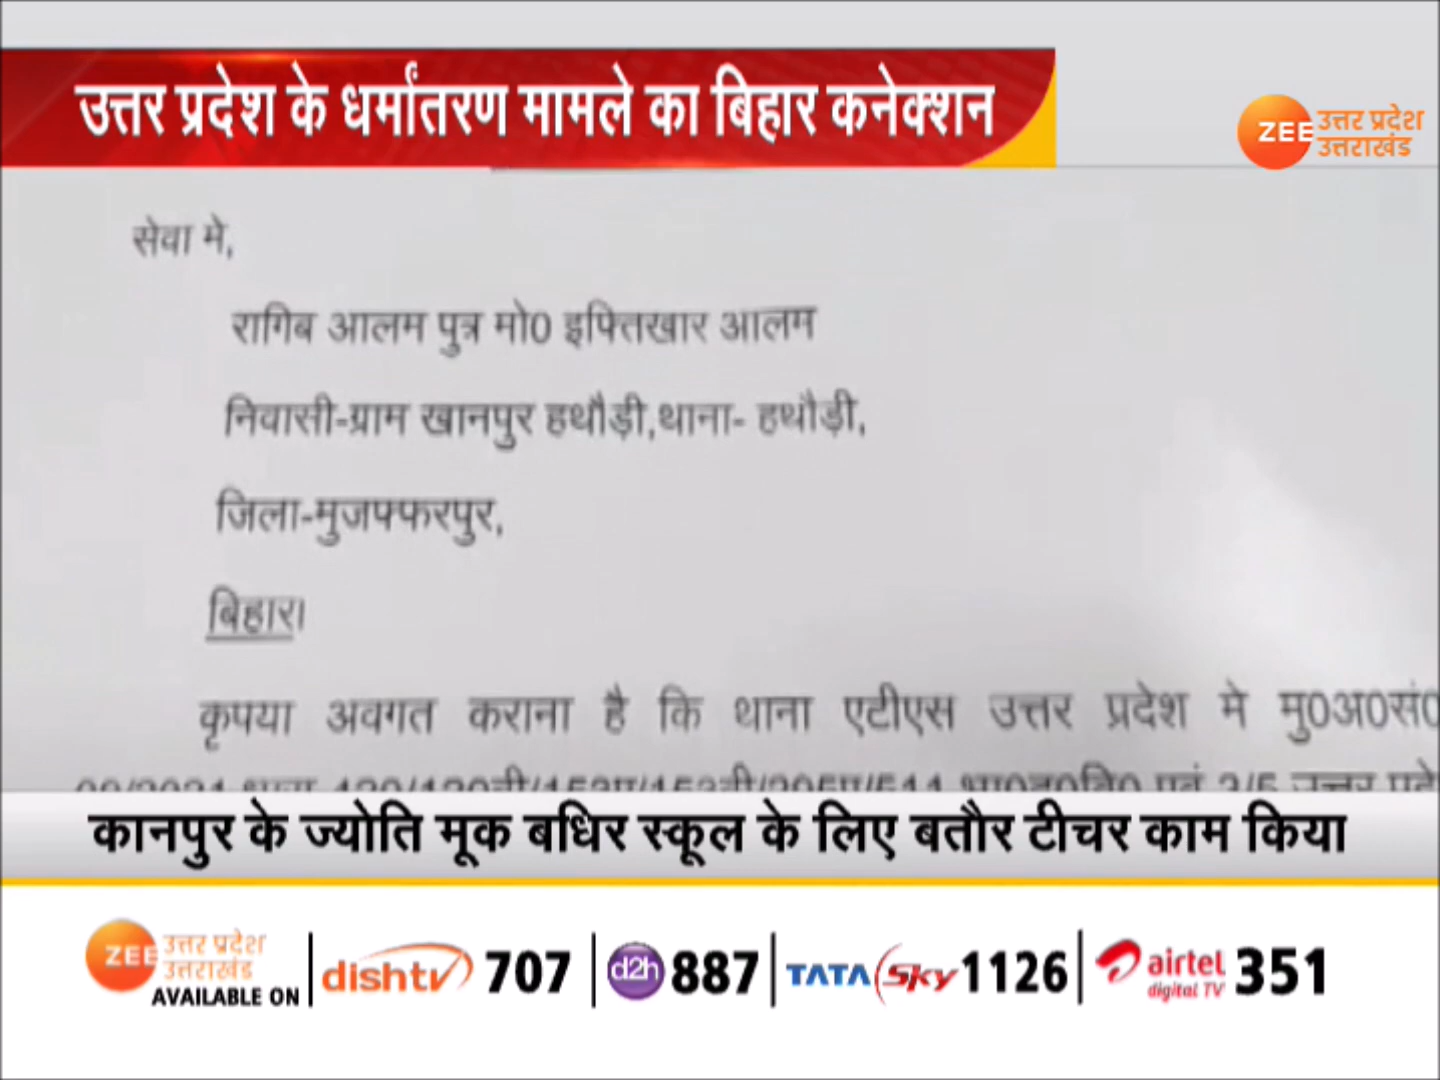 उत्तर प्रदेश के धर्मांतरण मामले का बिहार कनेक्शन
ZEE उत्तर प्रदेश उत्तराखंड
सेवा मे,
रागिब आलम पुत्र मो0 इफ्तिखार आलम
निवासी-ग्राम खानपुर हथौड़ी,थाना- हथौड़ी,
जिला-मुजफ्फरपुर,
बिहार।
कृपया अवगत कराना है कि थाना एटीएस उत्तर प्रदेश मे मु0अ0सं0
कानपुर के ज्योति मूक बधिर स्कूल के लिए बतौर टीचर काम किया
ZEE उत्तर प्रदेश उत्तराखंड AVAILABLE ON dishtv 707 d2h 887 TATA Sky 1126 airtel digital TV 351